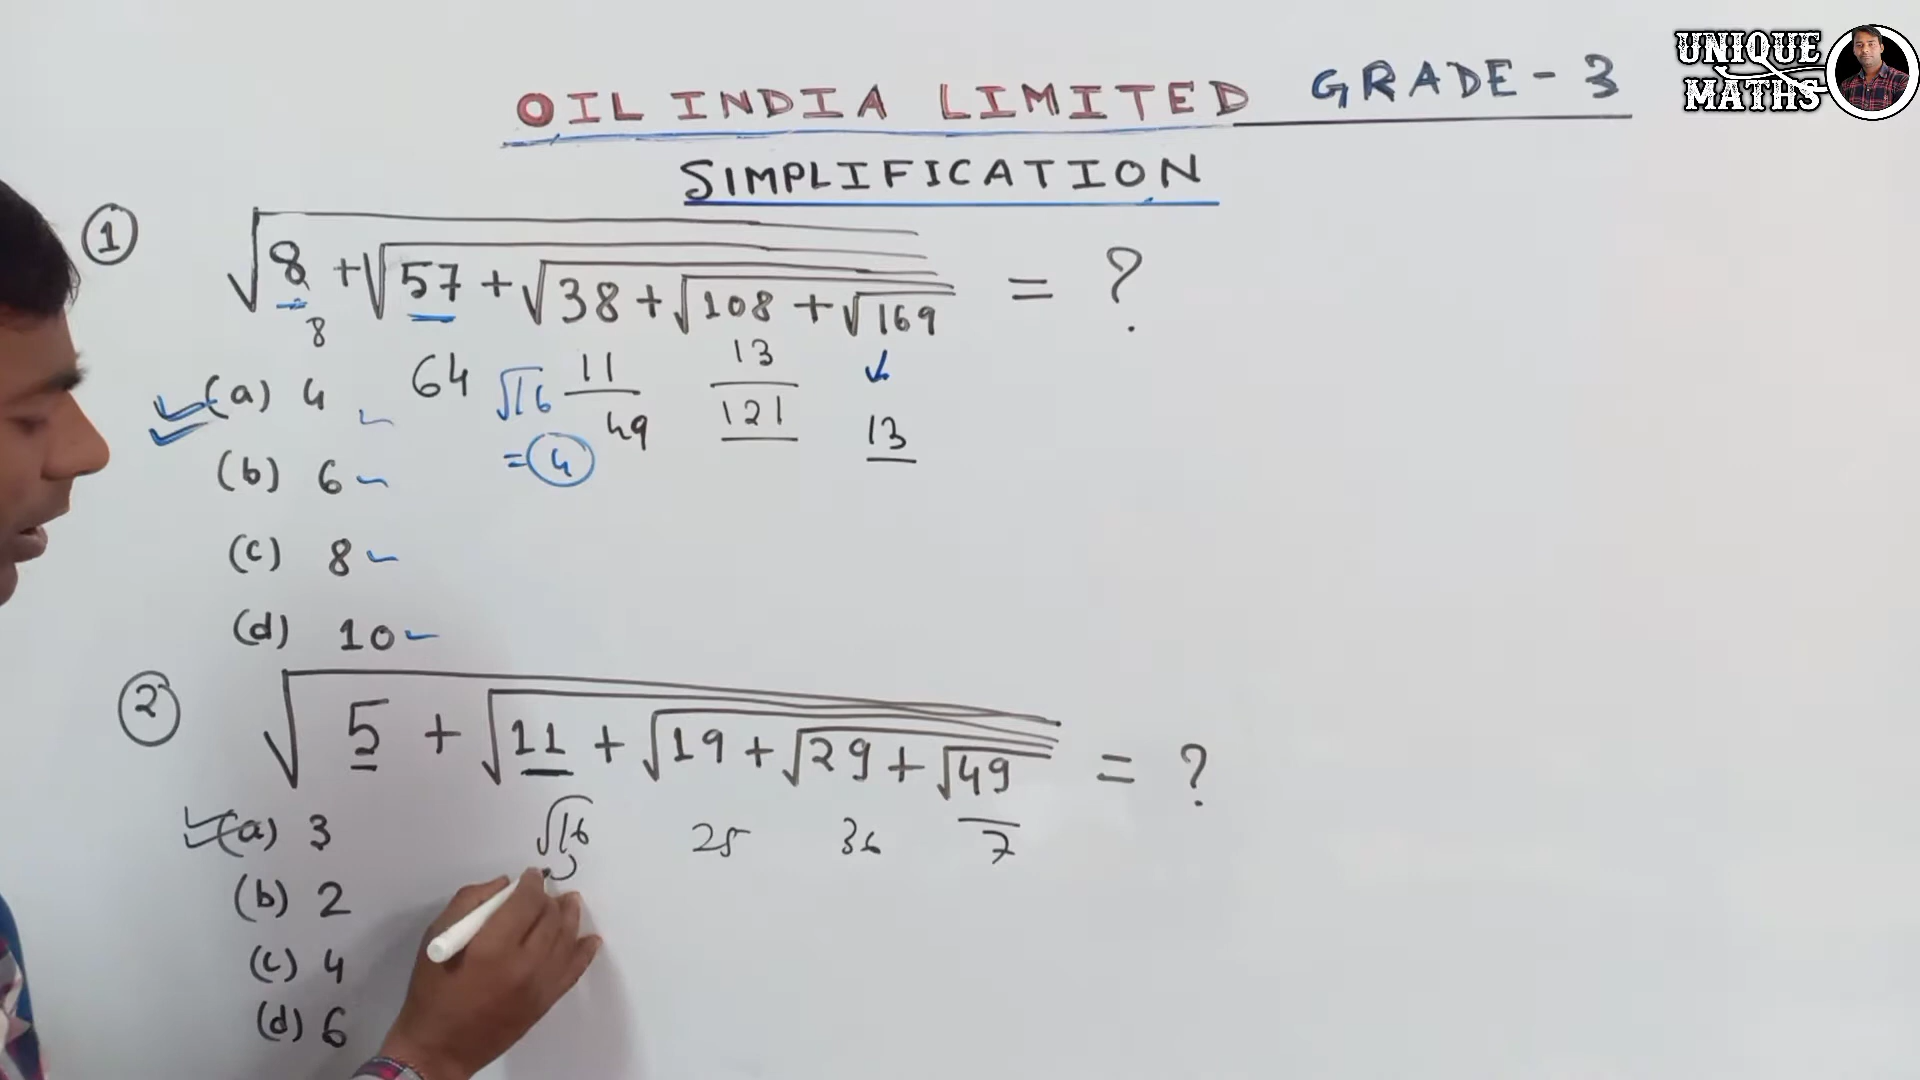 UNIQUE
MATHS
OIL INDIA LIMITED GRADE - 3
SIMPLIFICATION
① √8 + √57 + √38 + √108 + √169 = ?
8
(a) 4 64 √16 11 13
49 121 13
= 4
(b) 6
(c) 8
(d) 10
② √5 + √11 + √19 + √29 + √49 = ?
(a) 3 √16 25 36 7
(b) 2
(c) 4
(d) 6